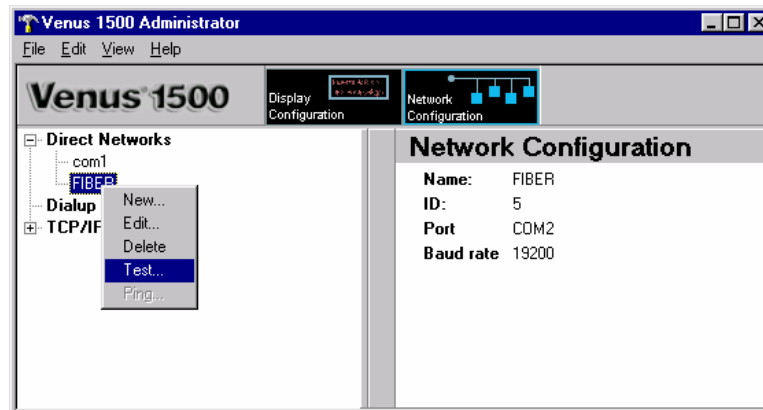 Venus 1500 Administrator
File Edit View Help
Venus 1500
Display
Configuration
Network
Configuration
Direct Networks
com1
FIBER
Dialup
TCP/IP
New...
Edit...
Delete
Test...
Ping...
Network Configuration
Name: FIBER
ID: 5
Port COM2
Baud rate 19200